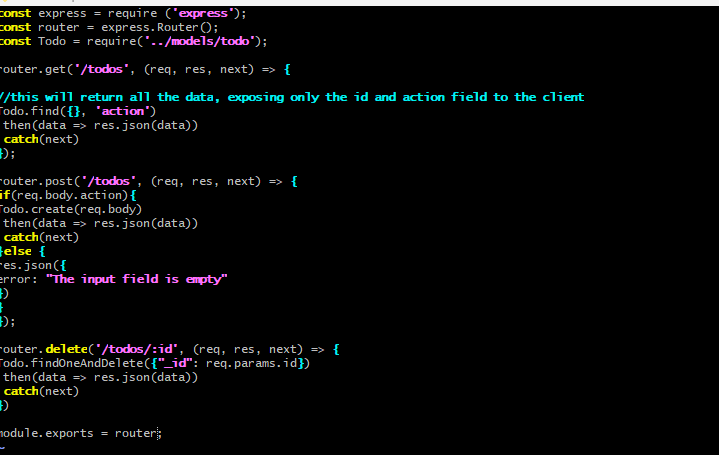 const express = require ('express');
const router = express.Router();
const Todo = require('../models/todo');
router.get('/todos', (req, res, next) => {
//this will return all the data, exposing only the id and action field to the client
Todo.find({}, 'action')
then(data => res.json(data))
catch(next)
});
router.post('/todos', (req, res, next) => {
if(req.body.action){
Todo.create(req.body)
then(data => res.json(data))
catch(next)
}else {
res.json({
error: "The input field is empty"
})
}
});
router.delete('/todos/:id', (req, res, next) => {
Todo.findOneAndDelete({"_id": req.params.id})
then(data => res.json(data))
catch(next)
})
module.exports = router;
~